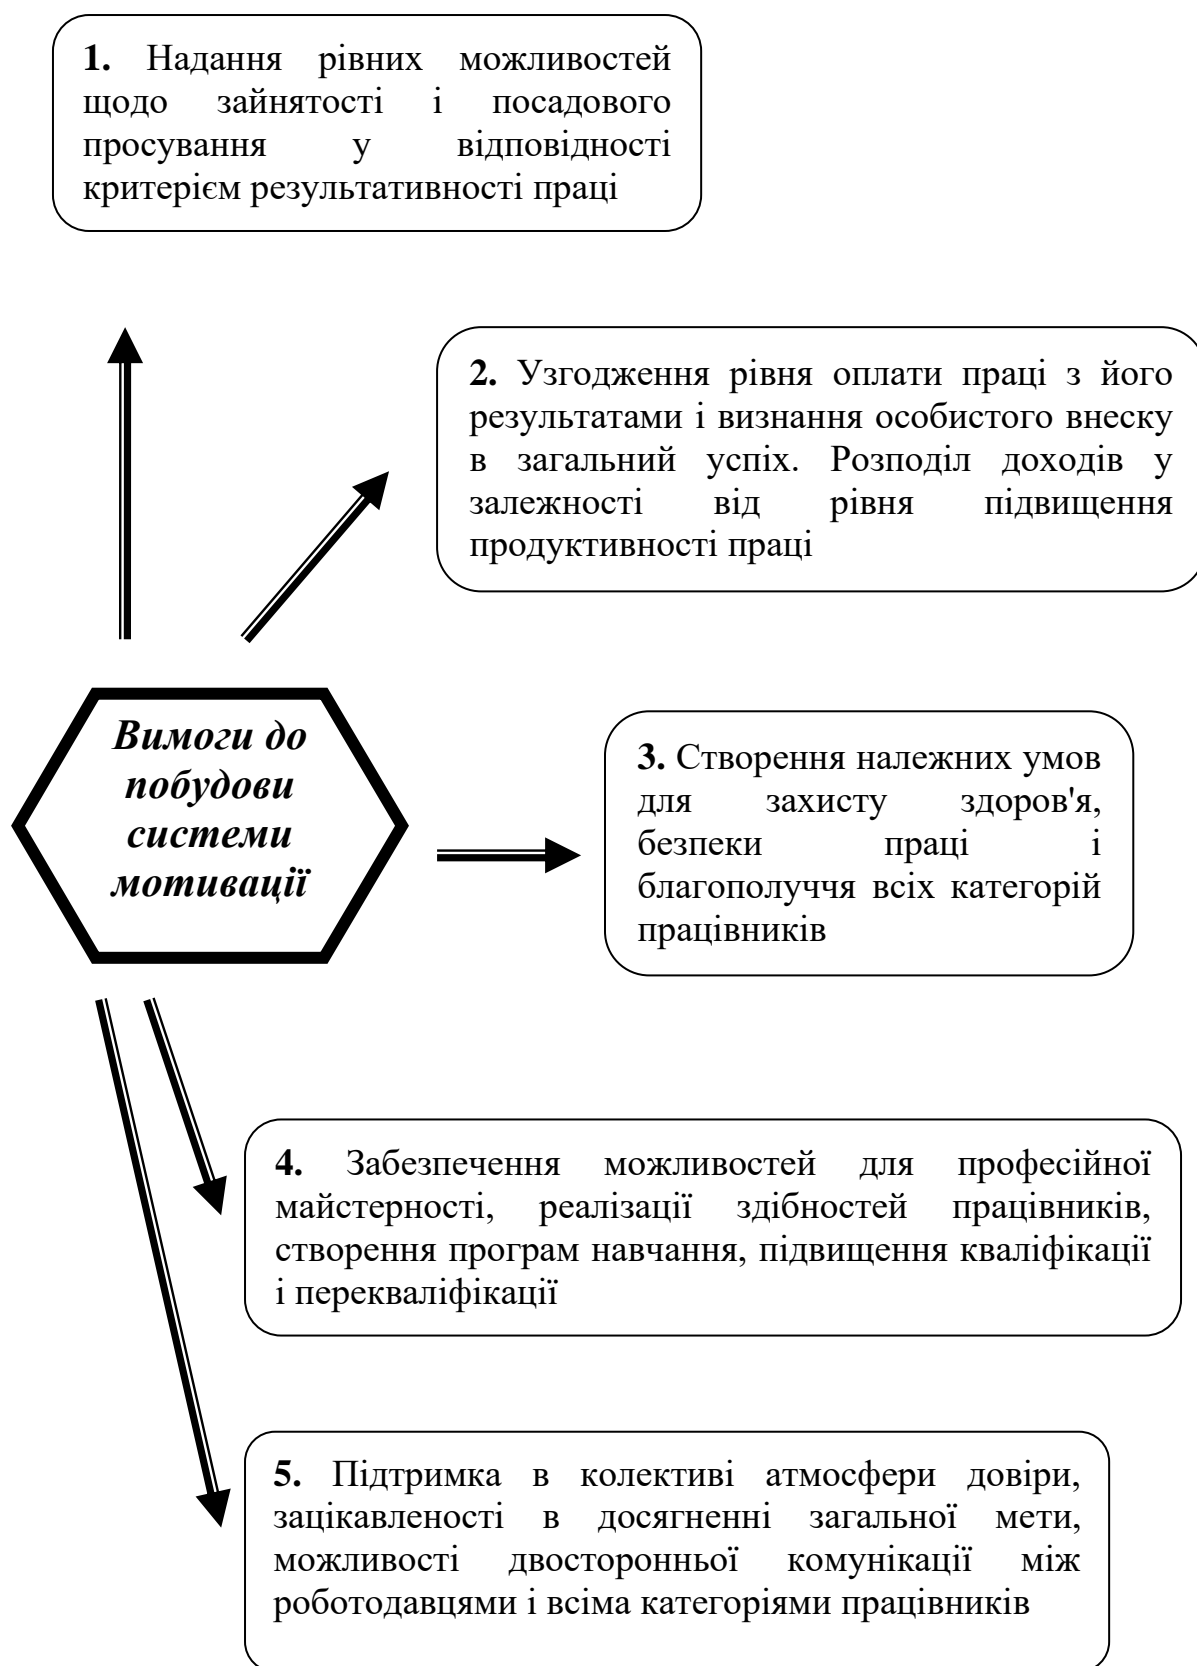 1. Надання рівних можливостей
щодо зайнятості і посадового
просування у відповідності
критерієм результативності праці
2. Узгодження рівня оплати праці з його
результатами і визнання особистого внеску
в загальний успіх. Розподіл доходів у
залежності від рівня підвищення
продуктивності праці
Вимоги до
побудови
системи
мотивації
3. Створення належних умов
для захисту здоров'я,
безпеки праці і
благополуччя всіх категорій
працівників
4. Забезпечення можливостей для професійної
майстерності, реалізації здібностей працівників,
створення програм навчання, підвищення кваліфікації
і перекваліфікації
5. Підтримка в колективі атмосфери довіри,
зацікавленості в досягненні загальної мети,
можливості двосторонньої комунікації між
роботодавцями і всіма категоріями працівників